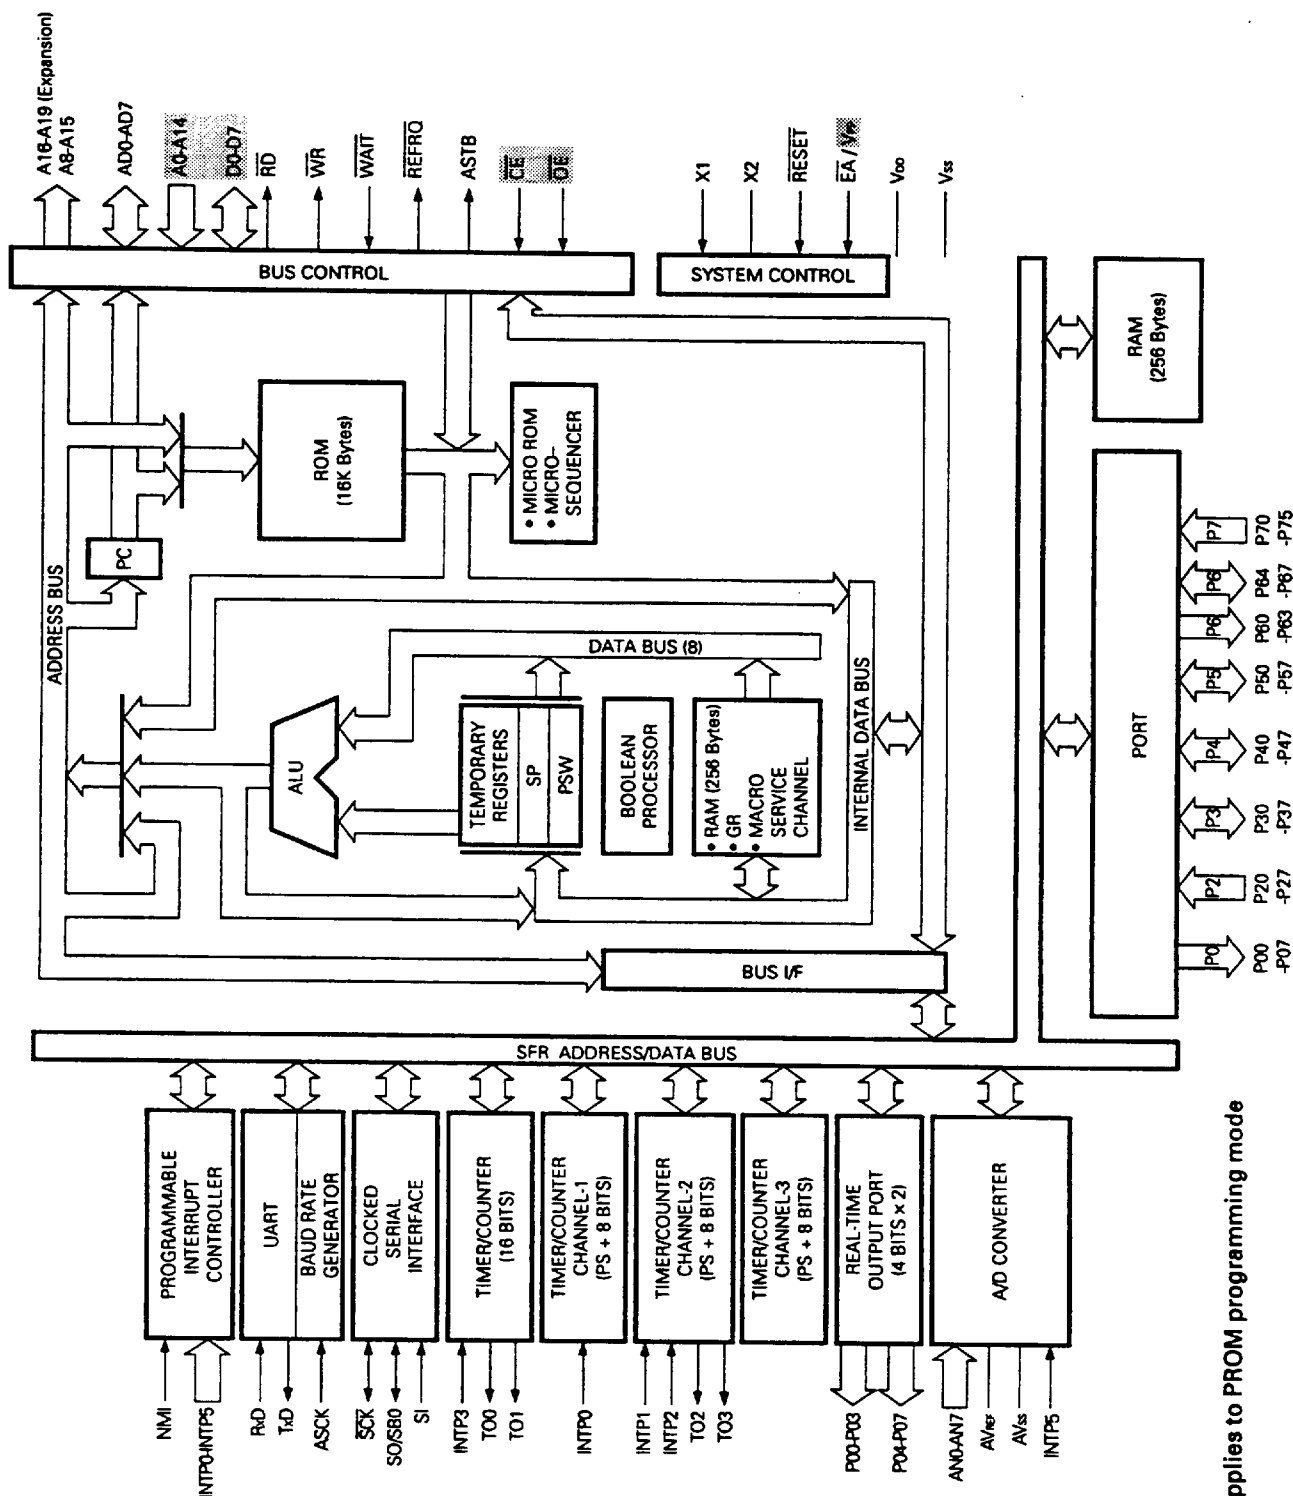 NMI
INTP0-INTP5
PROGRAMMABLE
INTERRUPT
CONTROLLER
RxD
TxD
ASCK
UART
BAUD RATE
GENERATOR
SCK
SO/SB0
SI
CLOCKED
SERIAL
INTERFACE
INTP3
TO0
TO1
TIMER/COUNTER
(16 BITS)
INTP0
TIMER/COUNTER
CHANNEL-1
(PS + 8 BITS)
INTP1
INTP2
TO2
TO3
TIMER/COUNTER
CHANNEL-2
(PS + 8 BITS)
TIMER/COUNTER
CHANNEL-3
(PS + 8 BITS)
P00-P03
P04-P07
REAL-TIME
OUTPUT PORT
(4 BITS x 2)
AN0-AN7
AVREF
AVss
INTP5
A/D CONVERTER
SFR ADDRESS/DATA BUS
BUS I/F
ADDRESS BUS
PC
ALU
TEMPORARY
REGISTERS
SP
PSW
BOOLEAN
PROCESSOR
• RAM (256 Bytes)
• GR
• MACRO
SERVICE
CHANNEL
DATA BUS (8)
INTERNAL DATA BUS
ROM
(16K Bytes)
• MICRO ROM
• MICRO-
SEQUENCER
BUS CONTROL
A16-A19 (Expansion)
A8-A15
AD0-AD7
A0-A14
D0-D7
RD
WR
WAIT
REFRQ
ASTB
CE
OE
SYSTEM CONTROL
X1
X2
RESET
EA / VPP
VDD
Vss
RAM
(256 Bytes)
PORT
P0
P2
P3
P4
P5
P6
P6
P7
P00
-P07
P20
-P27
P30
-P37
P40
-P47
P50
-P57
P60
-P63
P64
-P67
P70
-P75
pplies to PROM programming mode